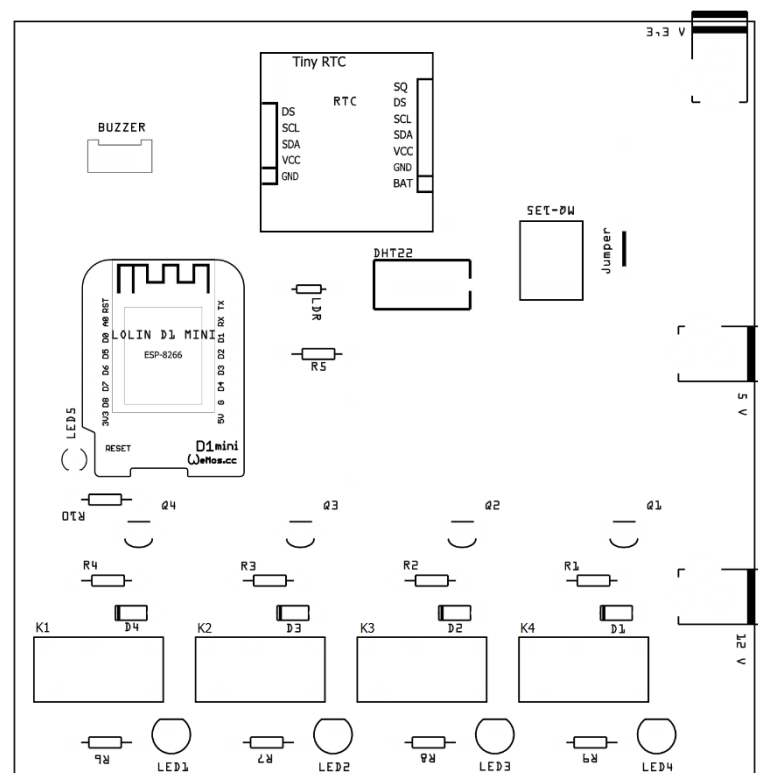 3,3 V
Tiny RTC
RTC
SQ
DS
SCL
SDA
VCC
GND
BAT
DS
SCL
SDA
VCC
GND
BUZZER
MQ-135
Jumper
DHT22
LDR
R5
LOLIN D1 MINI
ESP-8266
RST
A0
D0
D5
D6
D7
D8
3V3
TX
RX
D1
D2
D3
D4
G
5V
RESET
D1mini
WeMos.cc
LED5
5 V
R10
Q4
Q3
Q2
Q1
R4
R3
R2
R1
D4
D3
D2
D1
K1
K2
K3
K4
12 V
R6
R7
R8
R9
LED1
LED2
LED3
LED4